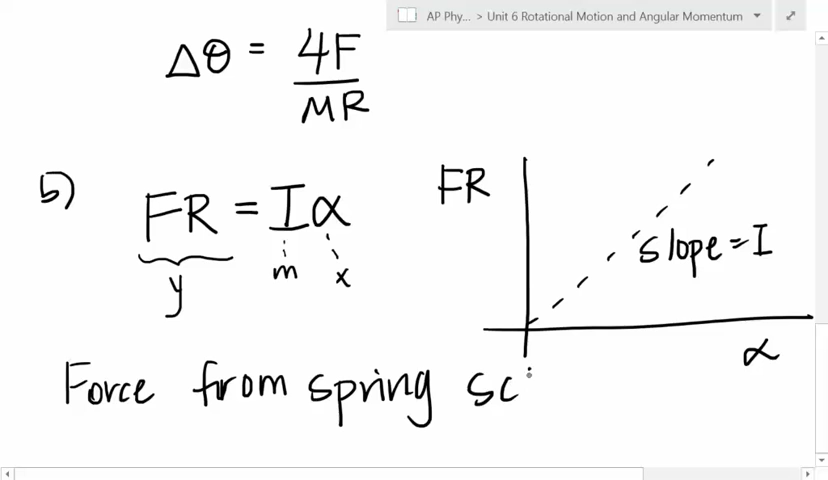 AP Phy... > Unit 6 Rotational Motion and Angular Momentum
Δθ = 4F
MR
b)
FR = Iα
y
m
x
FR
slope = I
α
Force from spring sc